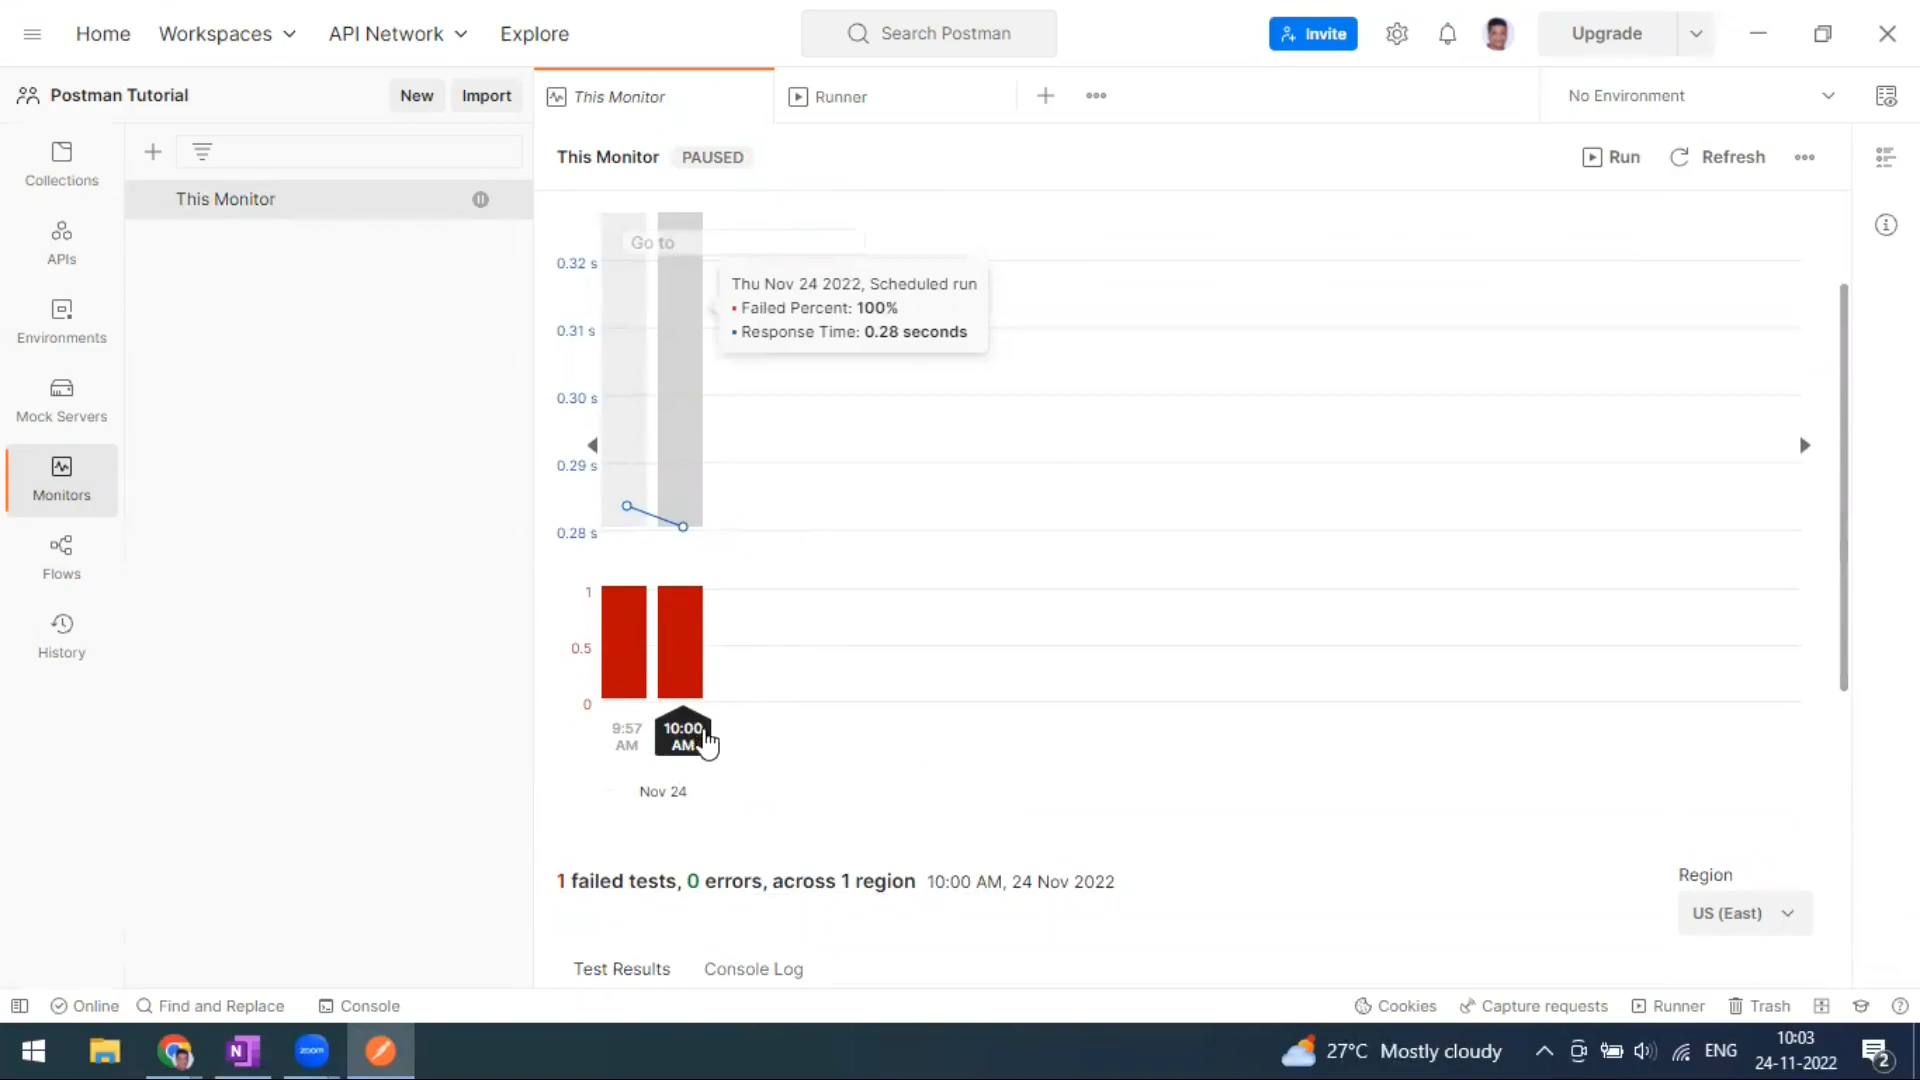 Home Workspaces API Network Explore Search Postman Invite Upgrade
Postman Tutorial New Import This Monitor Runner No Environment
This Monitor PAUSED Run Refresh
Collections
This Monitor
APIs
Environments
Mock Servers
Monitors
Flows
History
Go to
Thu Nov 24 2022, Scheduled run
Failed Percent: 100%
Response Time: 0.28 seconds
0.32 s
0.31 s
0.30 s
0.29 s
0.28 s
1
0.5
0
9:57 AM
10:00 AM
Nov 24
1 failed tests, 0 errors, across 1 region 10:00 AM, 24 Nov 2022
Region
US (East)
Test Results Console Log
Online Find and Replace Console Cookies Capture requests Runner Trash
N zoom 27°C Mostly cloudy ENG 10:03
24-11-2022 2